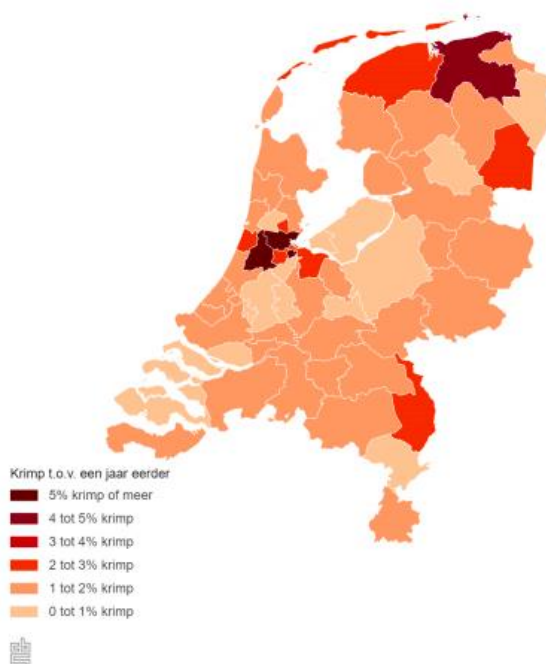 Krimp t.o.v. een jaar eerder
5% krimp of meer
4 tot 5% krimp
3 tot 4% krimp
2 tot 3% krimp
1 tot 2% krimp
0 tot 1% krimp
cbs